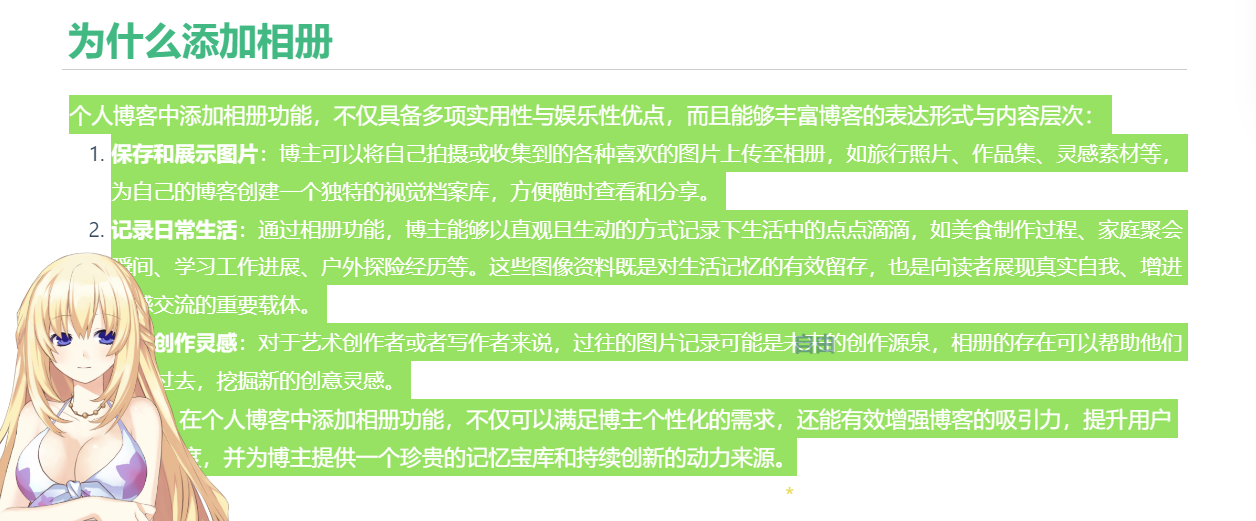 为什么添加相册
个人博客中添加相册功能，不仅具备多项实用性与娱乐性优点，而且能够丰富博客的表达形式与内容层次：
1. 保存和展示图片：博主可以将自己拍摄或收集到的各种喜欢的图片上传至相册，如旅行照片、作品集、灵感素材等，
为自己的博客创建一个独特的视觉档案库，方便随时查看和分享。
2. 记录日常生活：通过相册功能，博主能够以直观且生动的方式记录下生活中的点点滴滴，如美食制作过程、家庭聚会
瞬间、学习工作进展、户外探险经历等。这些图像资料既是对生活记忆的有效留存，也是向读者展现真实自我、增进
感交流的重要载体。
创作灵感：对于艺术创作者或者写作者来说，过往的图片记录可能是未来的创作源泉，相册的存在可以帮助他们
过去，挖掘新的创意灵感。
自由
在个人博客中添加相册功能，不仅可以满足博主个性化的需求，还能有效增强博客的吸引力，提升用户
度，并为博主提供一个珍贵的记忆宝库和持续创新的动力来源。
*